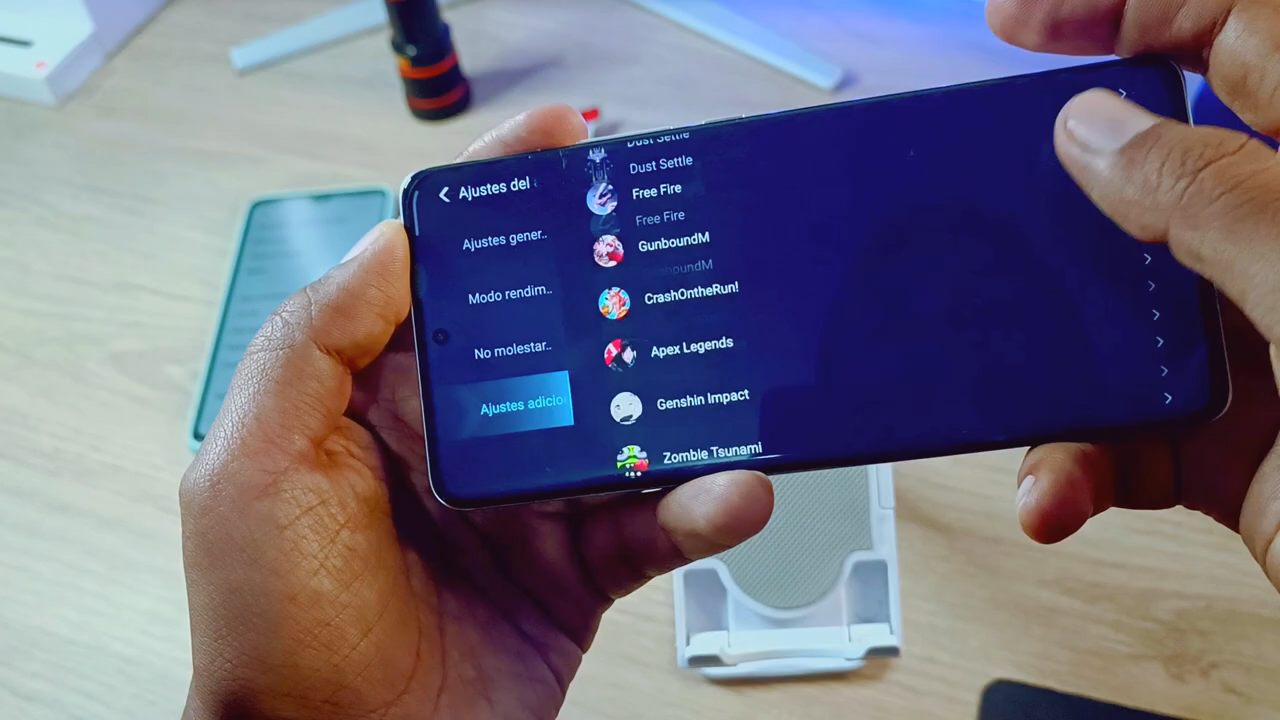 Ajustes del
Ajustes gener..
Modo rendim..
No molestar..
Ajustes adicio
Dust Settle
Dust Settle
Free Fire
Free Fire
GunboundM
boundM
CrashOntheRun!
Apex Legends
Genshin Impact
Zombie Tsunami